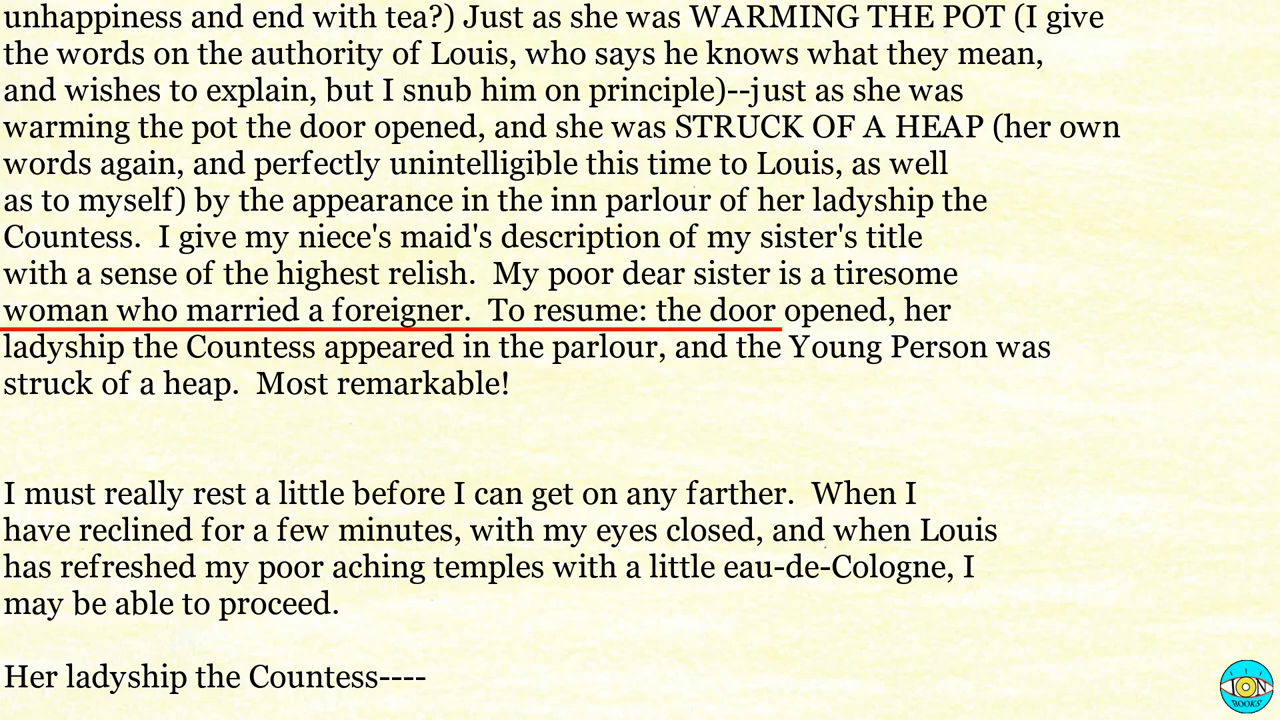 unhappiness and end with tea?) Just as she was WARMING THE POT (I give
the words on the authority of Louis, who says he knows what they mean,
and wishes to explain, but I snub him on principle)--just as she was
warming the pot the door opened, and she was STRUCK OF A HEAP (her own
words again, and perfectly unintelligible this time to Louis, as well
as to myself) by the appearance in the inn parlour of her ladyship the
Countess.  I give my niece's maid's description of my sister's title
with a sense of the highest relish.  My poor dear sister is a tiresome
woman who married a foreigner.  To resume: the door opened, her
ladyship the Countess appeared in the parlour, and the Young Person was
struck of a heap.  Most remarkable!
I must really rest a little before I can get on any farther.  When I
have reclined for a few minutes, with my eyes closed, and when Louis
has refreshed my poor aching temples with a little eau-de-Cologne, I
may be able to proceed.
Her ladyship the Countess----
ION
BOOKS